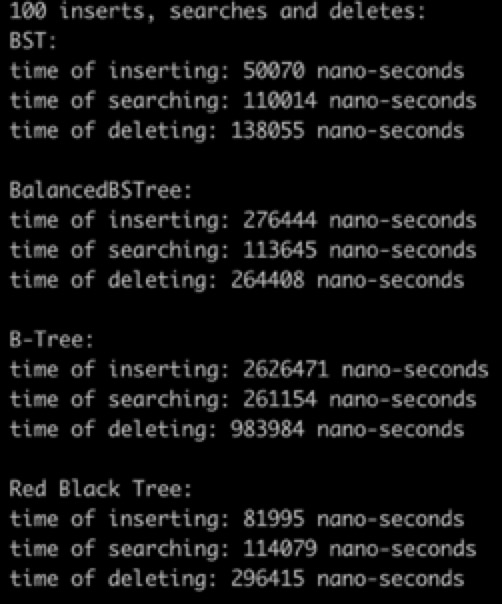 100 inserts, searches and deletes:
BST:
time of inserting: 50070 nano-seconds
time of searching: 110014 nano-seconds
time of deleting: 138055 nano-seconds
BalancedBSTree:
time of inserting: 276444 nano-seconds
time of searching: 113645 nano-seconds
time of deleting: 264408 nano-seconds
B-Tree:
time of inserting: 2626471 nano-seconds
time of searching: 261154 nano-seconds
time of deleting: 983984 nano-seconds
Red Black Tree:
time of inserting: 81995 nano-seconds
time of searching: 114079 nano-seconds
time of deleting: 296415 nano-seconds